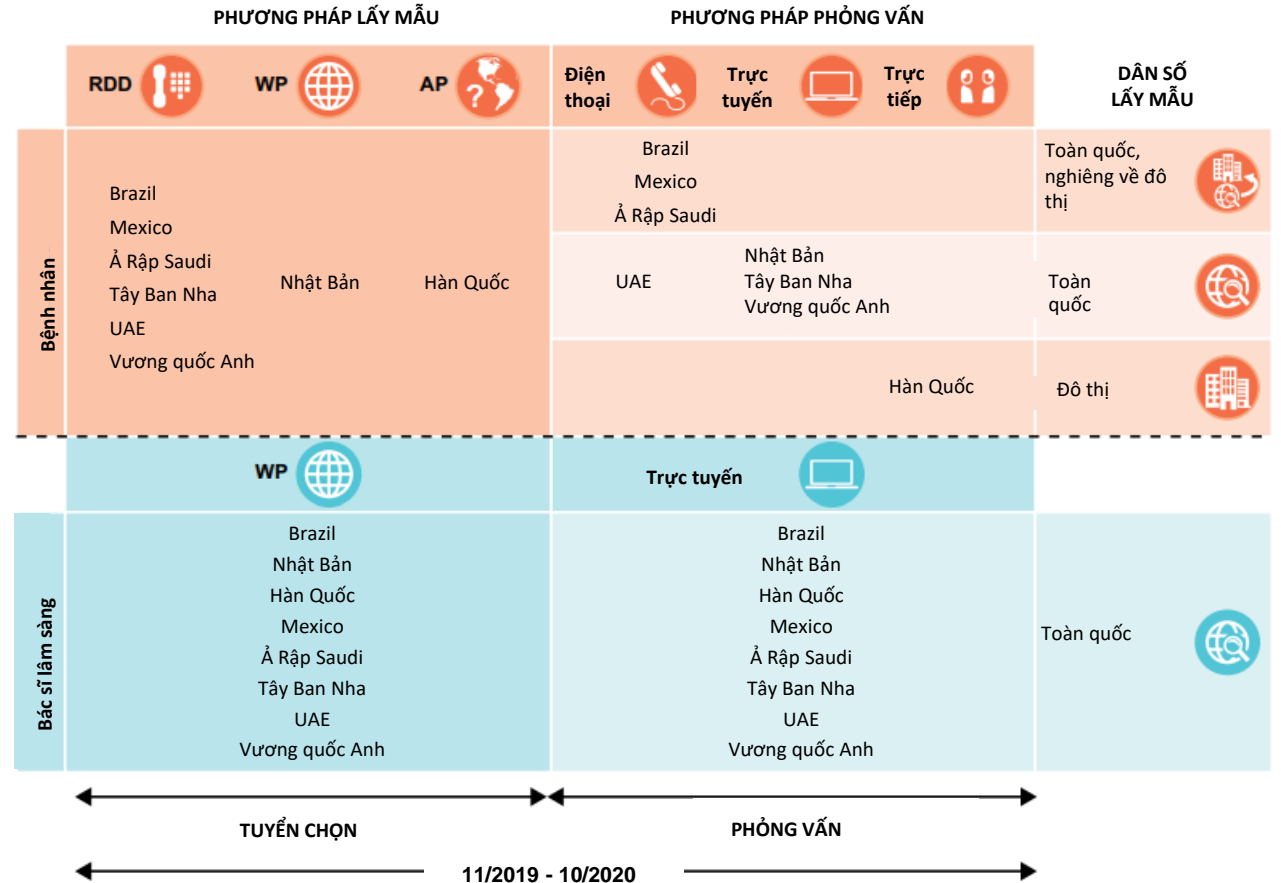 PHƯƠNG PHÁP LẤY MẪU
PHƯƠNG PHÁP PHỎNG VẤN
RDD
WP
AP
?
Điện
thoại
Trực
tuyến
Trực
tiếp
DÂN SỐ
LẤY MẪU
Bệnh nhân
Brazil
Mexico
Ả Rập Saudi
Tây Ban Nha
UAE
Vương quốc Anh
Nhật Bản
Hàn Quốc
Brazil
Mexico
Ả Rập Saudi
Toàn quốc,
nghiêng về đô
thị
UAE
Nhật Bản
Tây Ban Nha
Vương quốc Anh
Toàn
quốc
Hàn Quốc
Đô thị
WP
Trực tuyến
Bác sĩ lâm sàng
Brazil
Nhật Bản
Hàn Quốc
Mexico
Ả Rập Saudi
Tây Ban Nha
UAE
Vương quốc Anh
Brazil
Nhật Bản
Hàn Quốc
Mexico
Ả Rập Saudi
Tây Ban Nha
UAE
Vương quốc Anh
Toàn quốc
TUYỂN CHỌN
PHỎNG VẤN
11/2019 - 10/2020